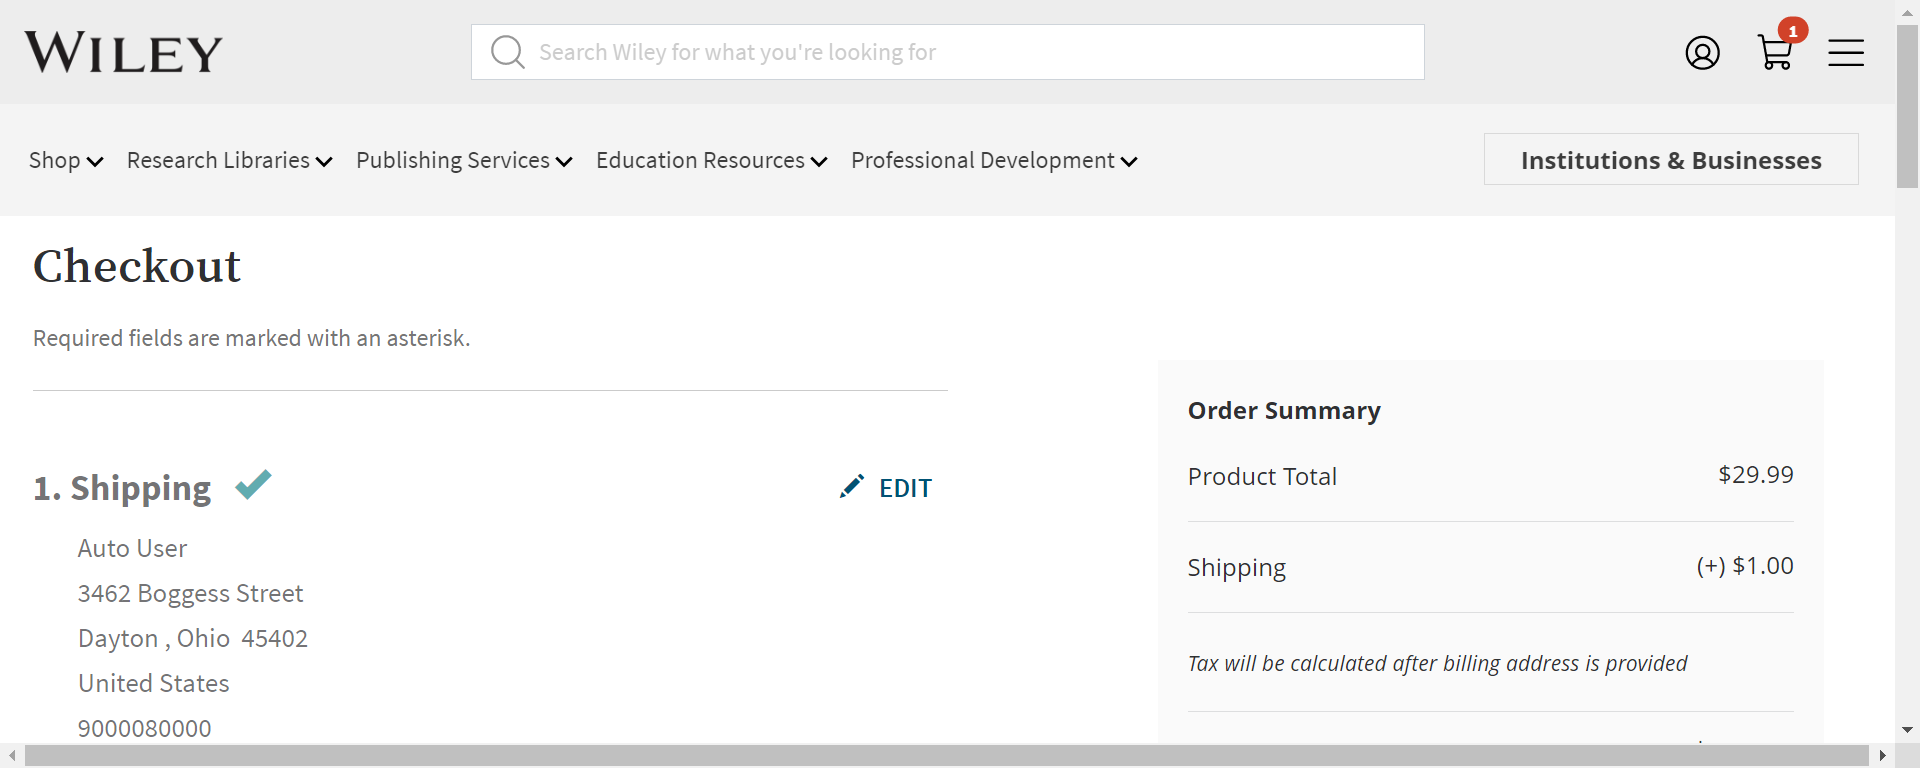 WILEY
Search Wiley for what you're looking for
1
Shop Research Libraries Publishing Services Education Resources Professional Development Institutions & Businesses
Checkout
Required fields are marked with an asterisk.
1. Shipping EDIT
Auto User
3462 Boggess Street
Dayton , Ohio 45402
United States
9000080000
Order Summary
Product Total $29.99
Shipping (+) $1.00
Tax will be calculated after billing address is provided